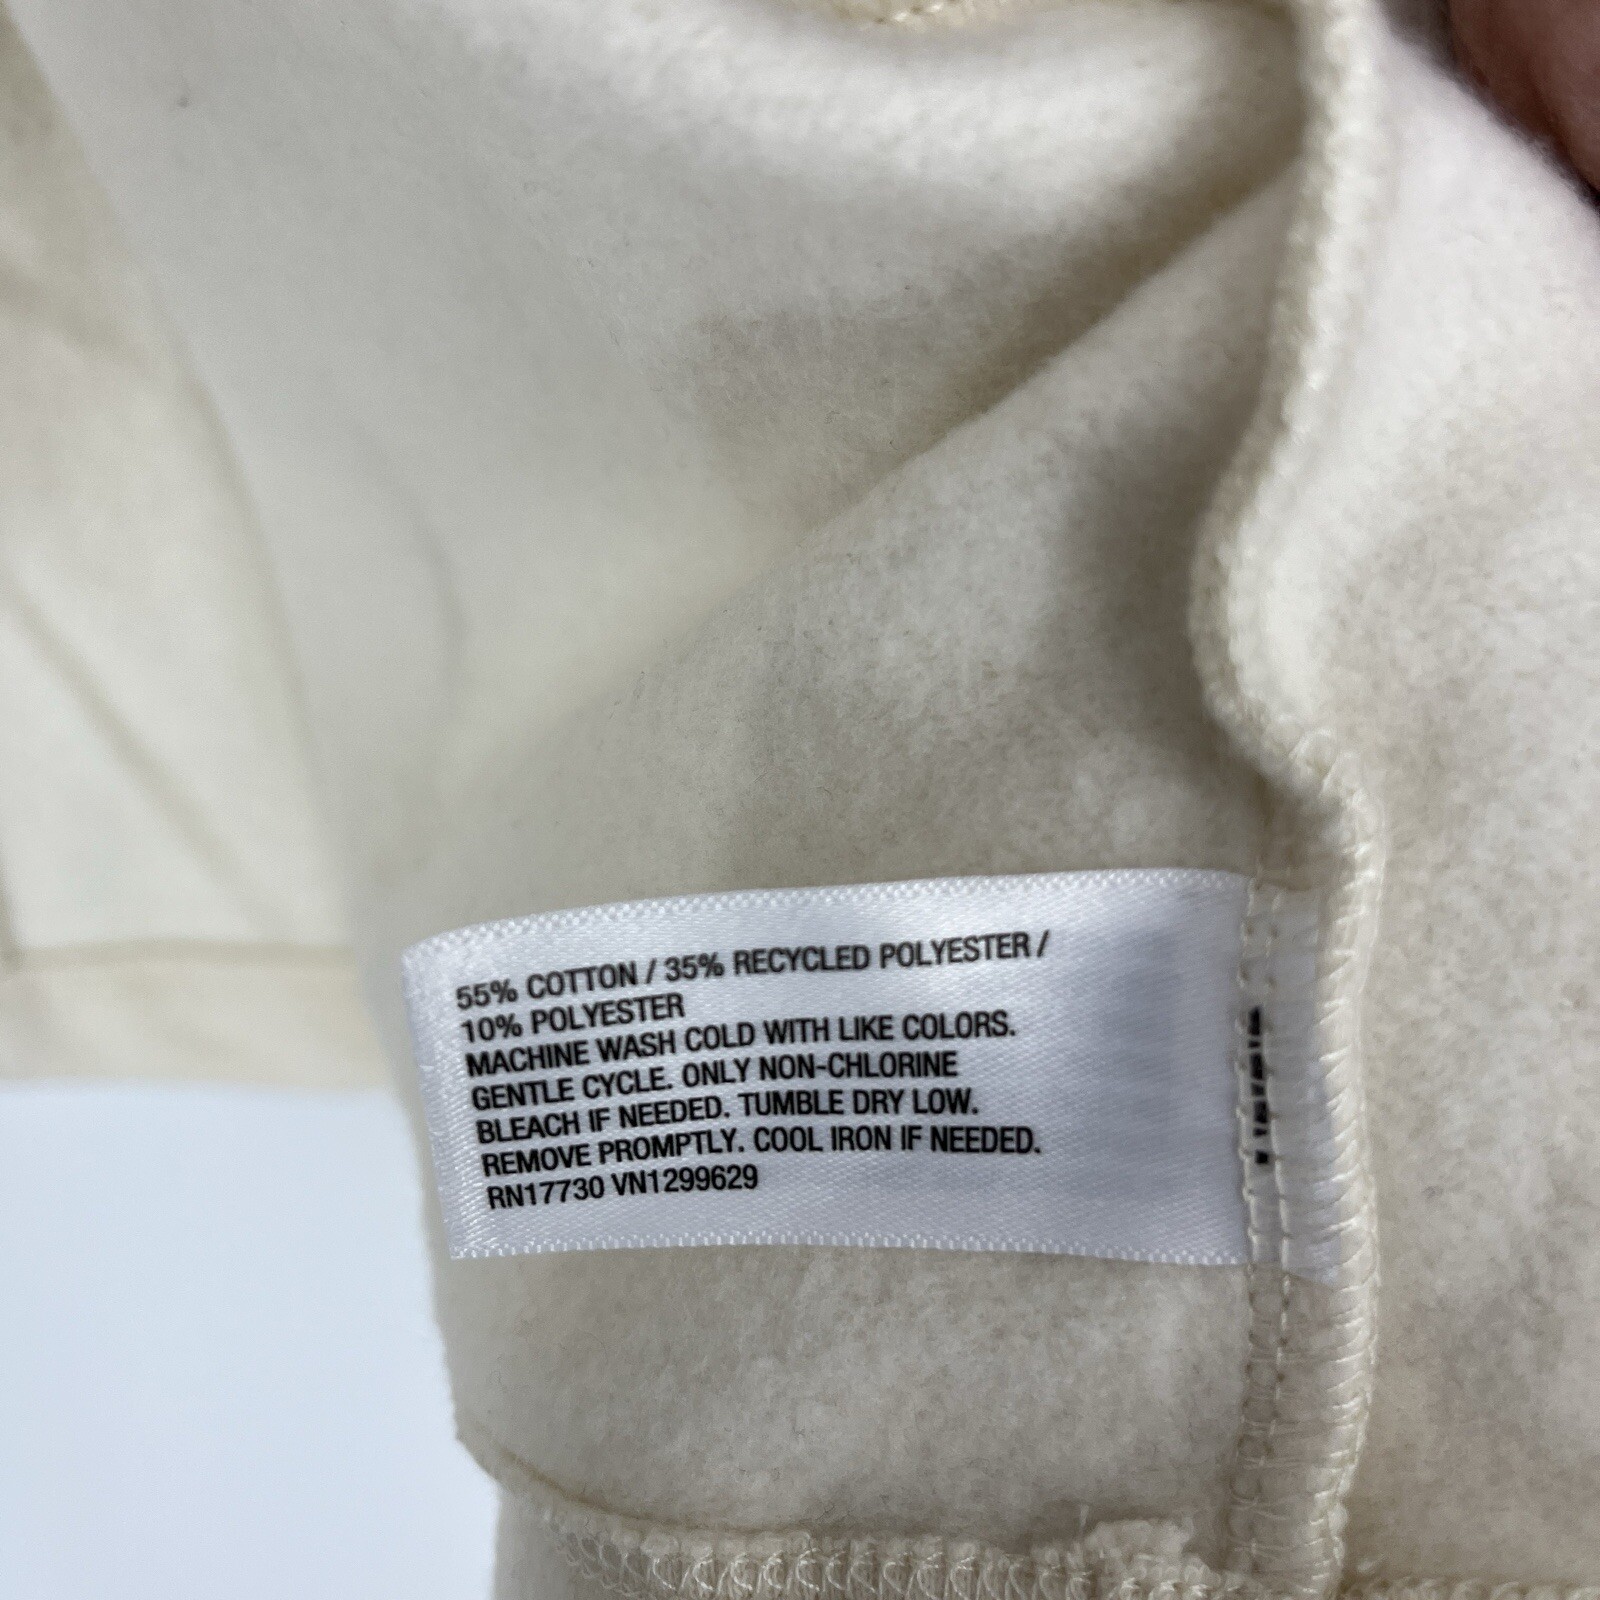 55% COTTON / 35% RECYCLED POLYESTER /
10% POLYESTER
MACHINE WASH COLD WITH LIKE COLORS.
GENTLE CYCLE. ONLY NON-CHLORINE
BLEACH IF NEEDED. TUMBLE DRY LOW.
REMOVE PROMPTLY. COOL IRON IF NEEDED.
RN17730 VN1299629